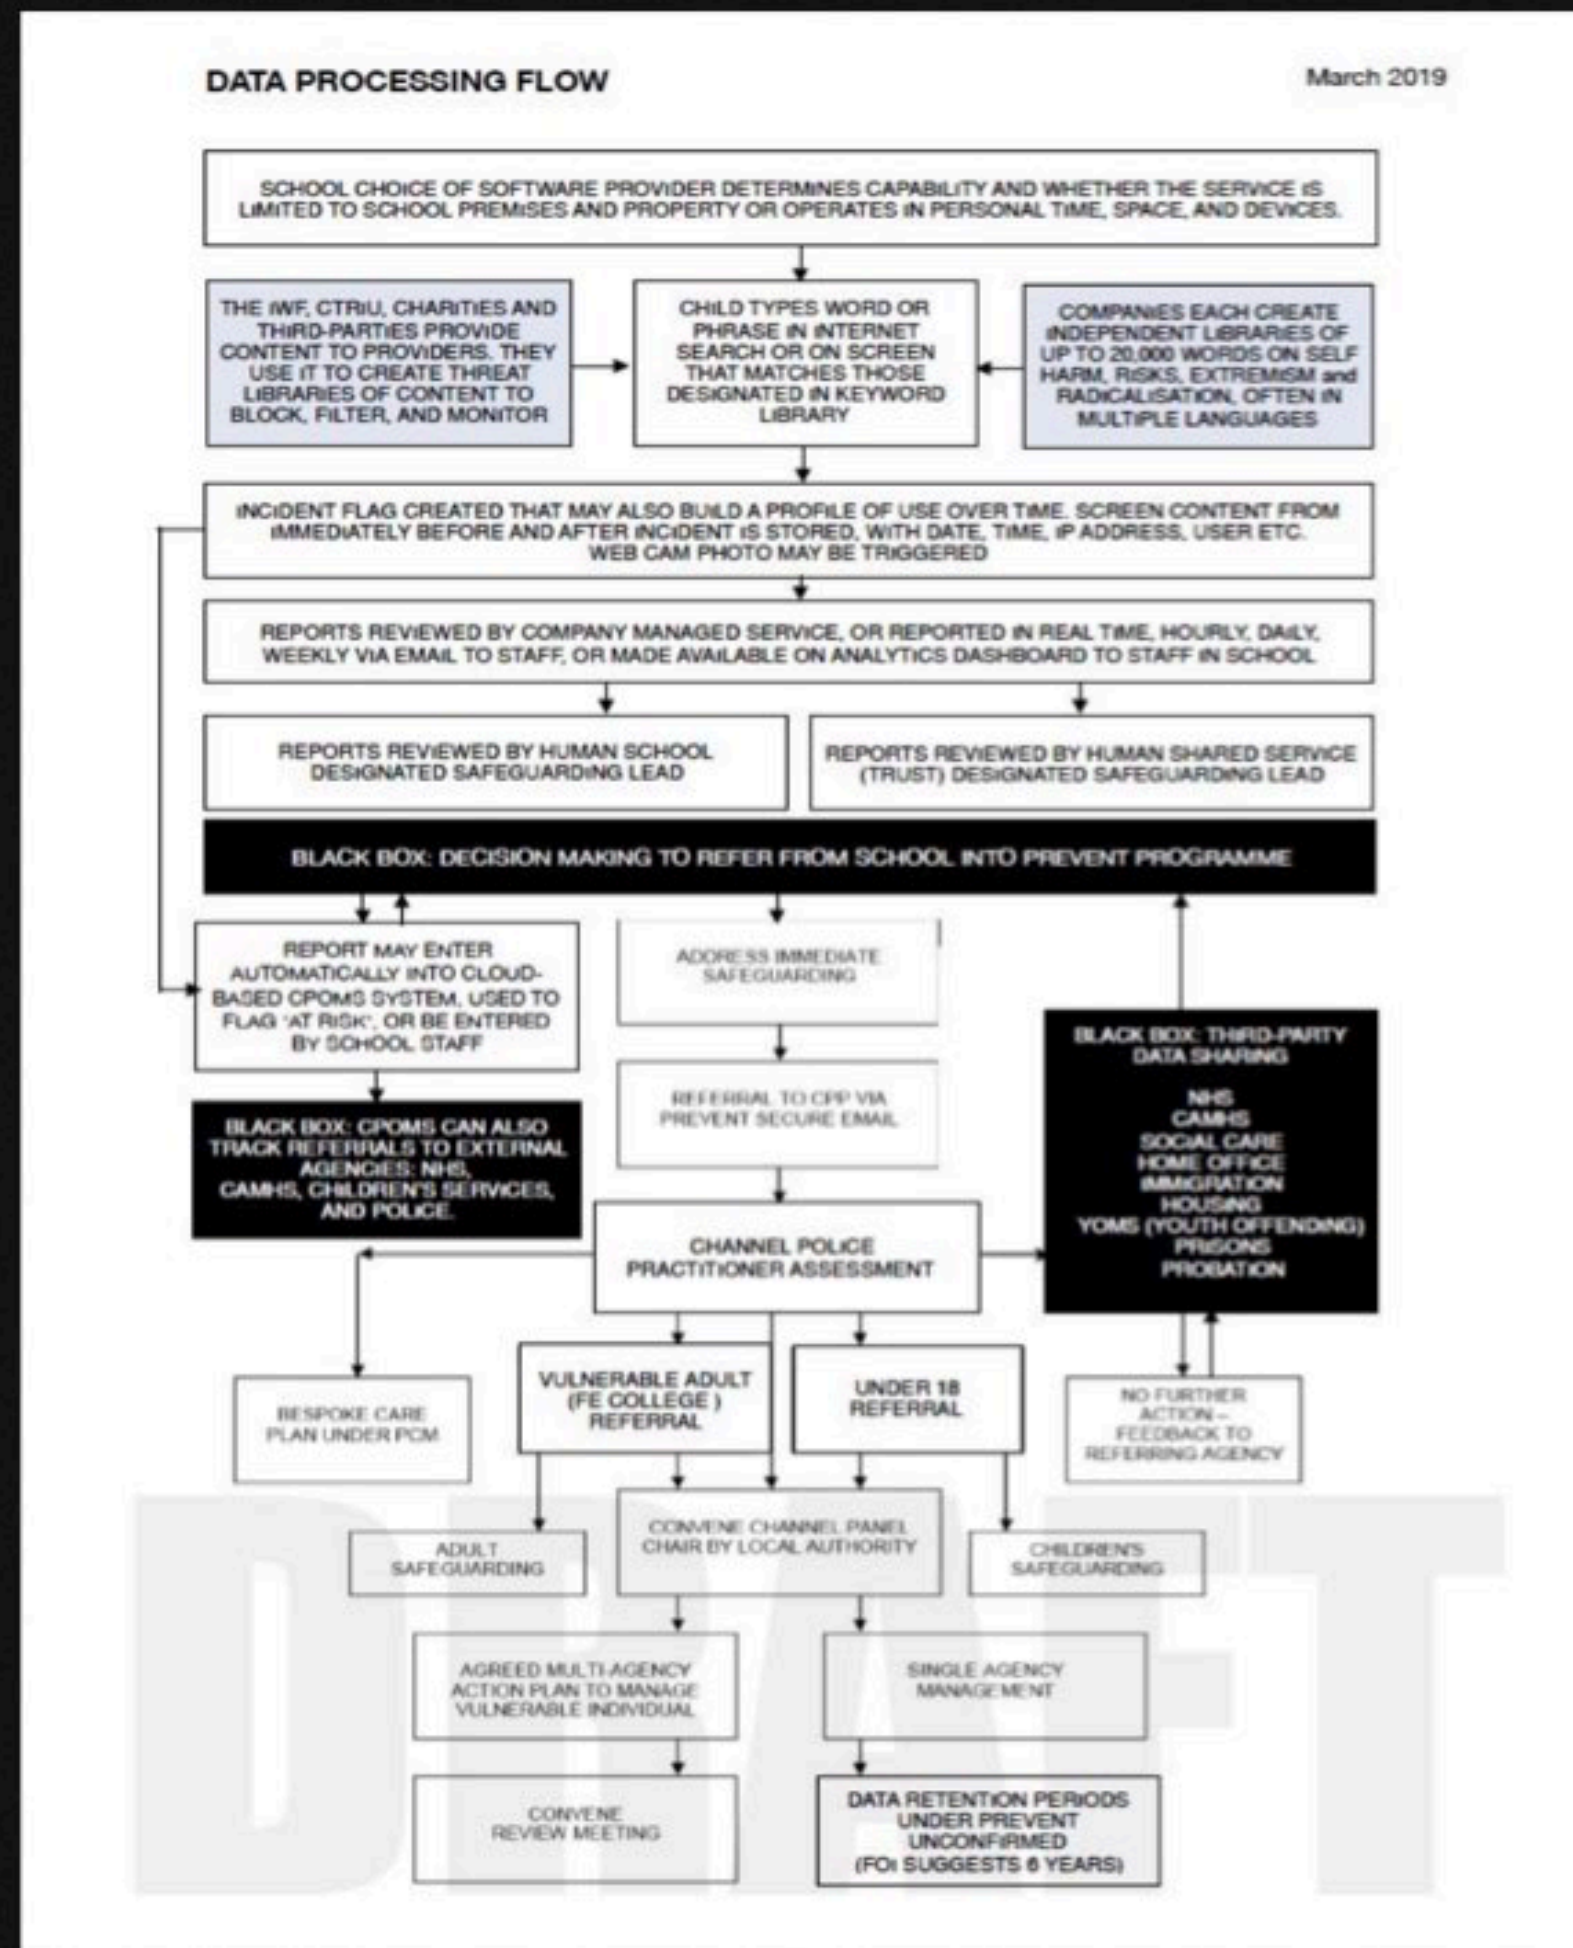 DATA PROCESSING FLOW
March 2019
SCHOOL CHOICE OF SOFTWARE PROVIDER DETERMINES CAPABILITY AND WHETHER THE SERVICE IS
LIMITED TO SCHOOL PREMISES AND PROPERTY OR OPERATES IN PERSONAL TIME, SPACE, AND DEVICES.
THE IWF, CTRIU, CHARITIES AND
THIRD-PARTIES PROVIDE
CONTENT TO PROVIDERS. THEY
USE IT TO CREATE THREAT
LIBRARIES OF CONTENT TO
BLOCK, FILTER, AND MONITOR
CHILD TYPES WORD OR
PHRASE IN INTERNET
SEARCH OR ON SCREEN
THAT MATCHES THOSE
DESIGNATED IN KEYWORD
LIBRARY
COMPANIES EACH CREATE
INDEPENDENT LIBRARIES OF
UP TO 20,000 WORDS ON SELF
HARM, RISKS, EXTREMISM and
RADICALISATION, OFTEN IN
MULTIPLE LANGUAGES
INCIDENT FLAG CREATED THAT MAY ALSO BUILD A PROFILE OF USE OVER TIME. SCREEN CONTENT FROM
IMMEDIATELY BEFORE AND AFTER INCIDENT IS STORED, WITH DATE, TIME, IP ADDRESS, USER ETC.
WEB CAM PHOTO MAY BE TRIGGERED
REPORTS REVIEWED BY COMPANY MANAGED SERVICE, OR REPORTED IN REAL TIME, HOURLY, DAILY,
WEEKLY VIA EMAIL TO STAFF, OR MADE AVAILABLE ON ANALYTICS DASHBOARD TO STAFF IN SCHOOL
REPORTS REVIEWED BY HUMAN SCHOOL
DESIGNATED SAFEGUARDING LEAD
REPORTS REVIEWED BY HUMAN SHARED SERVICE
(TRUST) DESIGNATED SAFEGUARDING LEAD
BLACK BOX: DECISION MAKING TO REFER FROM SCHOOL INTO PREVENT PROGRAMME
REPORT MAY ENTER
AUTOMATICALLY INTO CLOUD-
BASED CPOMS SYSTEM, USED TO
FLAG 'AT RISK', OR BE ENTERED
BY SCHOOL STAFF
ADDRESS IMMEDIATE
SAFEGUARDING
BLACK BOX: THIRD-PARTY
DATA SHARING
NHS
CAMHS
SOCIAL CARE
HOME OFFICE
IMMIGRATION
HOUSING
YOMS (YOUTH OFFENDING)
PRISONS
PROBATION
REFERRAL TO CPP VIA
PREVENT SECURE EMAIL
BLACK BOX: CPOMS CAN ALSO
TRACK REFERRALS TO EXTERNAL
AGENCIES: NHS,
CAMHS, CHILDREN'S SERVICES,
AND POLICE.
CHANNEL POLICE
PRACTITIONER ASSESSMENT
BESPOKE CARE
PLAN UNDER PCM
VULNERABLE ADULT
(FE COLLEGE )
REFERRAL
UNDER 18
REFERRAL
NO FURTHER
ACTION –
FEEDBACK TO
REFERRING AGENCY
ADULT
SAFEGUARDING
CONVENE CHANNEL PANEL
CHAIR BY LOCAL AUTHORITY
CHILDREN'S
SAFEGUARDING
AGREED MULTI-AGENCY
ACTION PLAN TO MANAGE
VULNERABLE INDIVIDUAL
SINGLE AGENCY
MANAGEMENT
CONVENE
REVIEW MEETING
DATA RETENTION PERIODS
UNDER PREVENT
UNCONFIRMED
(FOI SUGGESTS 6 YEARS)
DRAFT